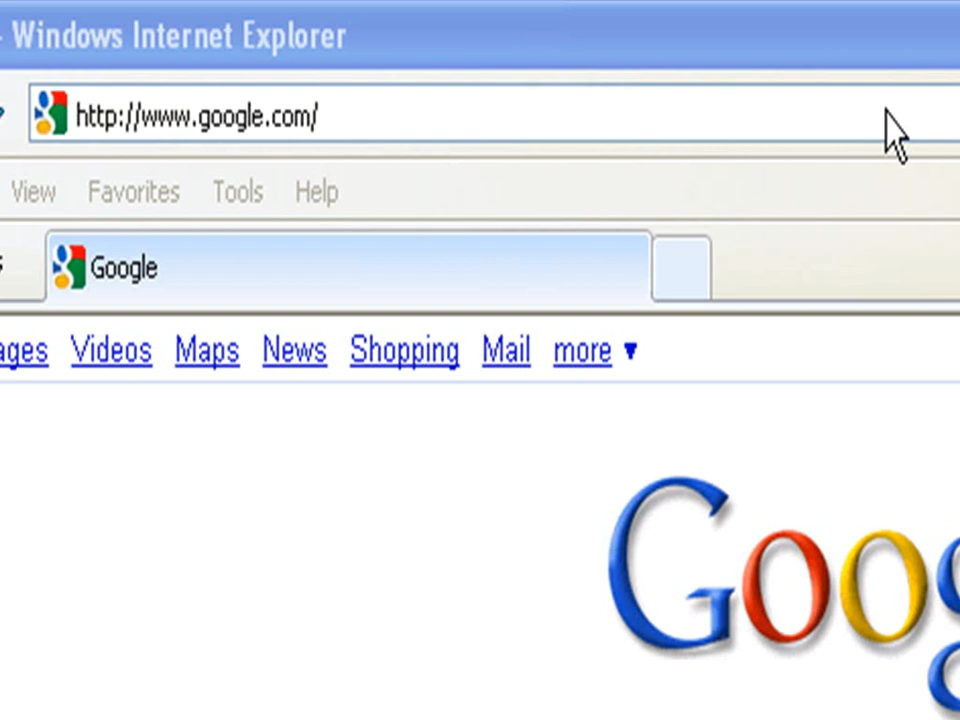 - Windows Internet Explorer
http://www.google.com/
View Favorites Tools Help
Google
ages Videos Maps News Shopping Mail more ▼
Goog